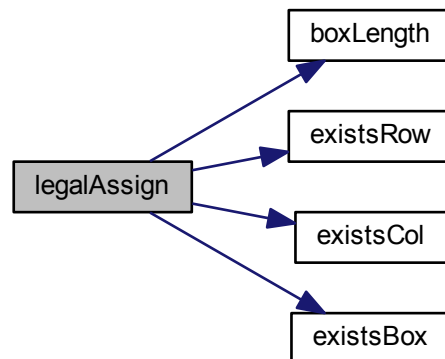 boxLength
existsRow
legalAssign
existsCol
existsBox